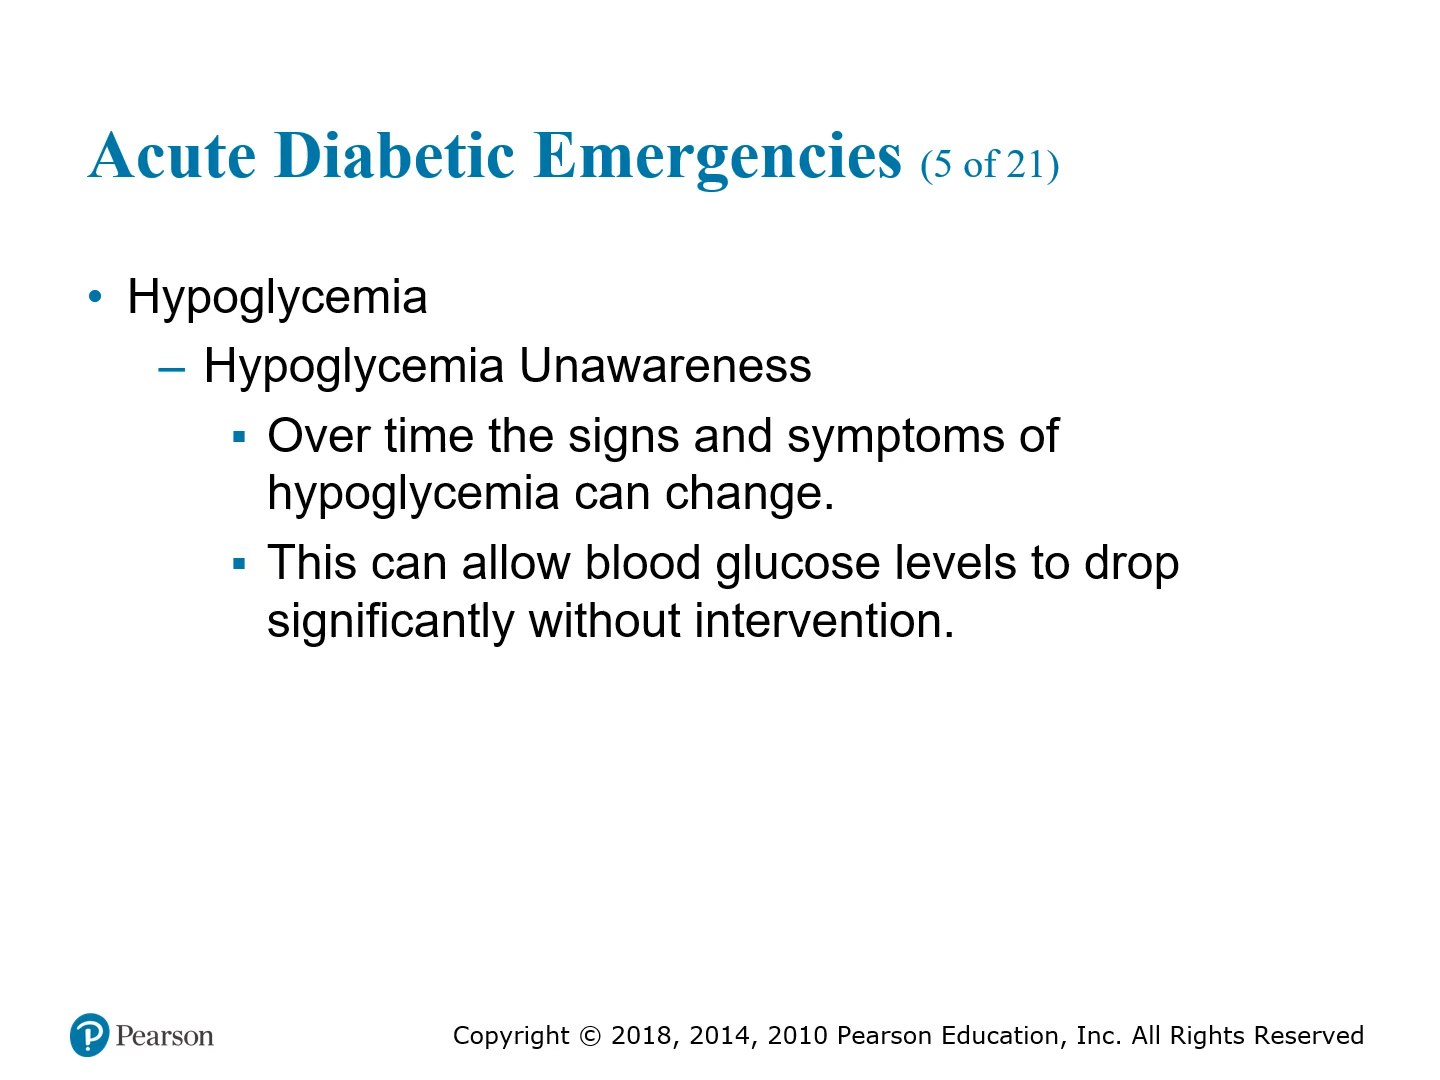 Acute Diabetic Emergencies (5 of 21)
• Hypoglycemia
– Hypoglycemia Unawareness
▪ Over time the signs and symptoms of
hypoglycemia can change.
▪ This can allow blood glucose levels to drop
significantly without intervention.
Pearson
Copyright © 2018, 2014, 2010 Pearson Education, Inc. All Rights Reserved